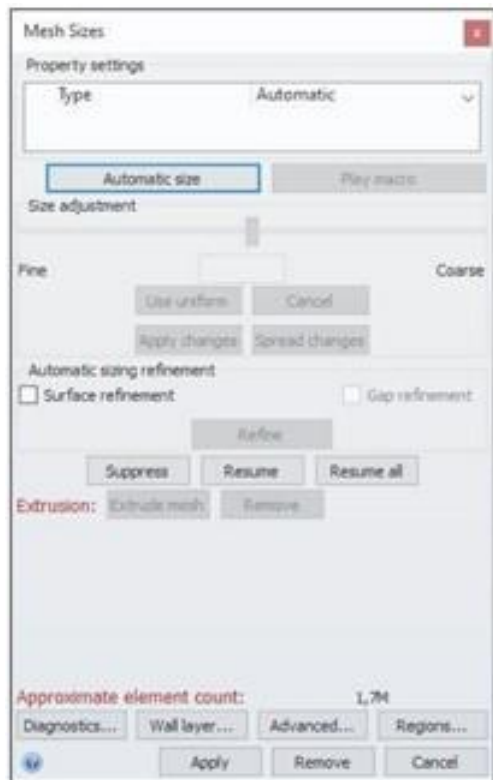 Mesh Sizes
x
Property settings
Type Automatic
Automatic size Play macro
Size adjustment
Fine Coarse
Use uniform Cancel
Apply changes Spread changes
Automatic sizing refinement
Surface refinement Gap refinement
Refine
Suppress Resume Resume all
Extrusion: Extrude mesh Remove
Approximate element count: 1,7M
Diagnostics... Wall layer... Advanced... Regions...
? Apply Remove Cancel